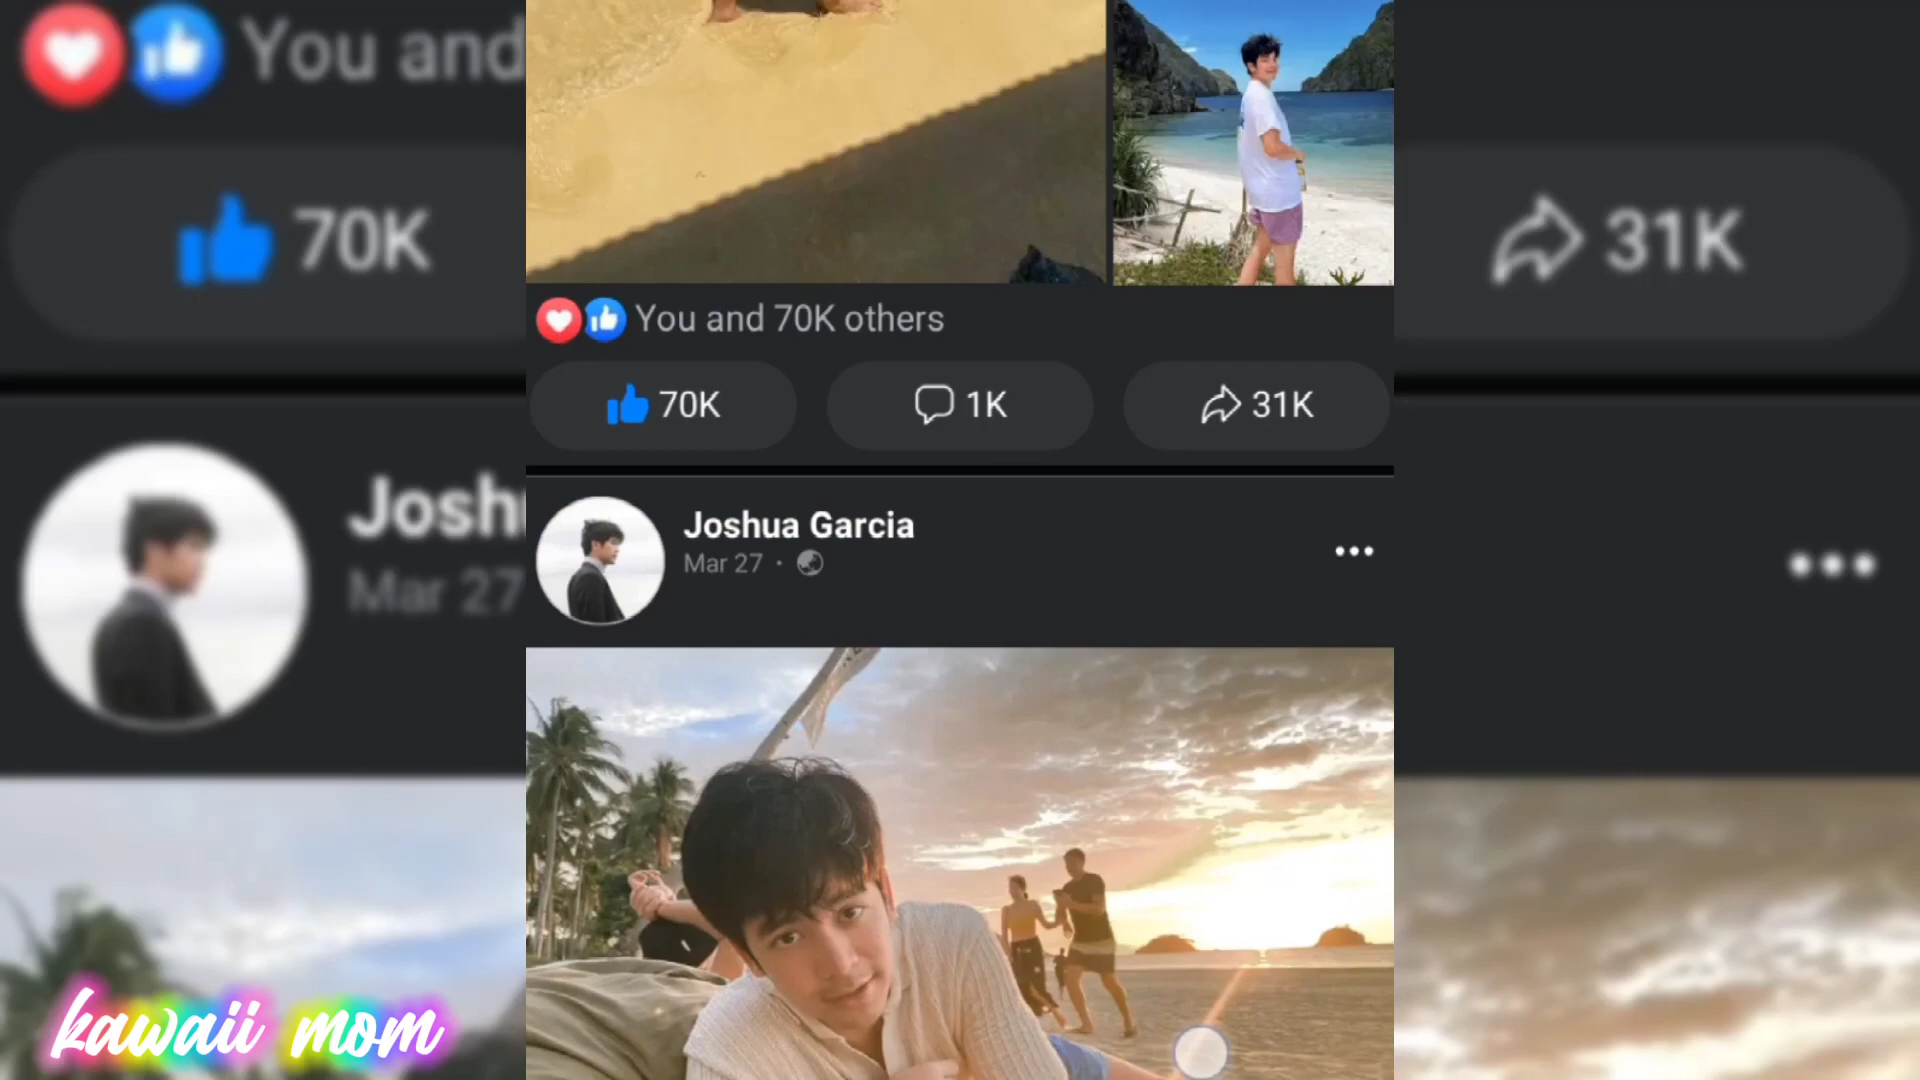 You and
70K
31K
You and 70K others
70K
1K
31K
Joshua Garcia
Mar 27
Josh
Mar 27
kawaii mom